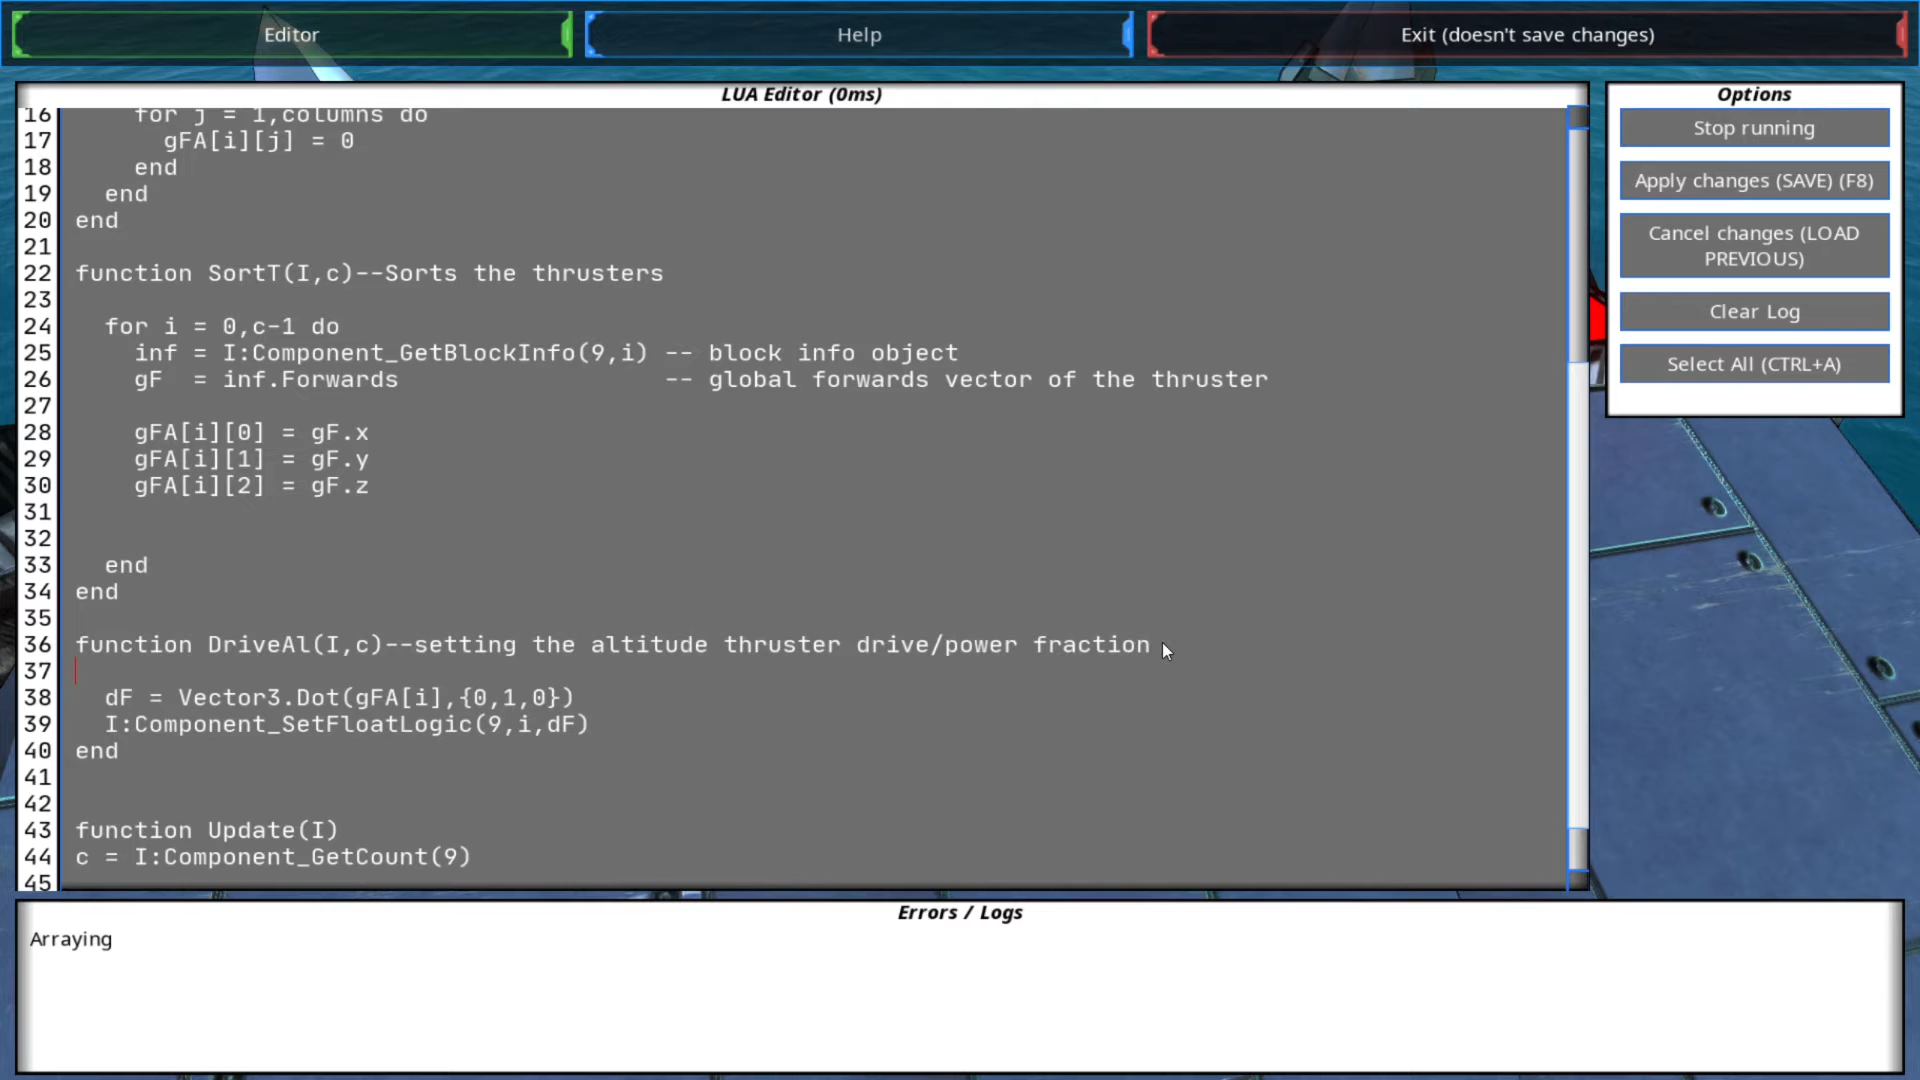 Editor
Help
Exit (doesn't save changes)
LUA Editor (0ms)
16 for j = 1,columns do
17 gFA[i][j] = 0
18 end
19 end
20 end
21
22 function SortT(I,c)--Sorts the thrusters
23
24 for i = 0,c-1 do
25 inf = I:Component_GetBlockInfo(9,i) -- block info object
26 gF = inf.Forwards -- global forwards vector of the thruster
27
28 gFA[i][0] = gF.x
29 gFA[i][1] = gF.y
30 gFA[i][2] = gF.z
31
32
33 end
34 end
35
36 function DriveAl(I,c)--setting the altitude thruster drive/power fraction
37
38 dF = Vector3.Dot(gFA[i],{0,1,0})
39 I:Component_SetFloatLogic(9,i,dF)
40 end
41
42
43 function Update(I)
44 c = I:Component_GetCount(9)
45
Options
Stop running
Apply changes (SAVE) (F8)
Cancel changes (LOAD
PREVIOUS)
Clear Log
Select All (CTRL+A)
Errors / Logs
Arraying